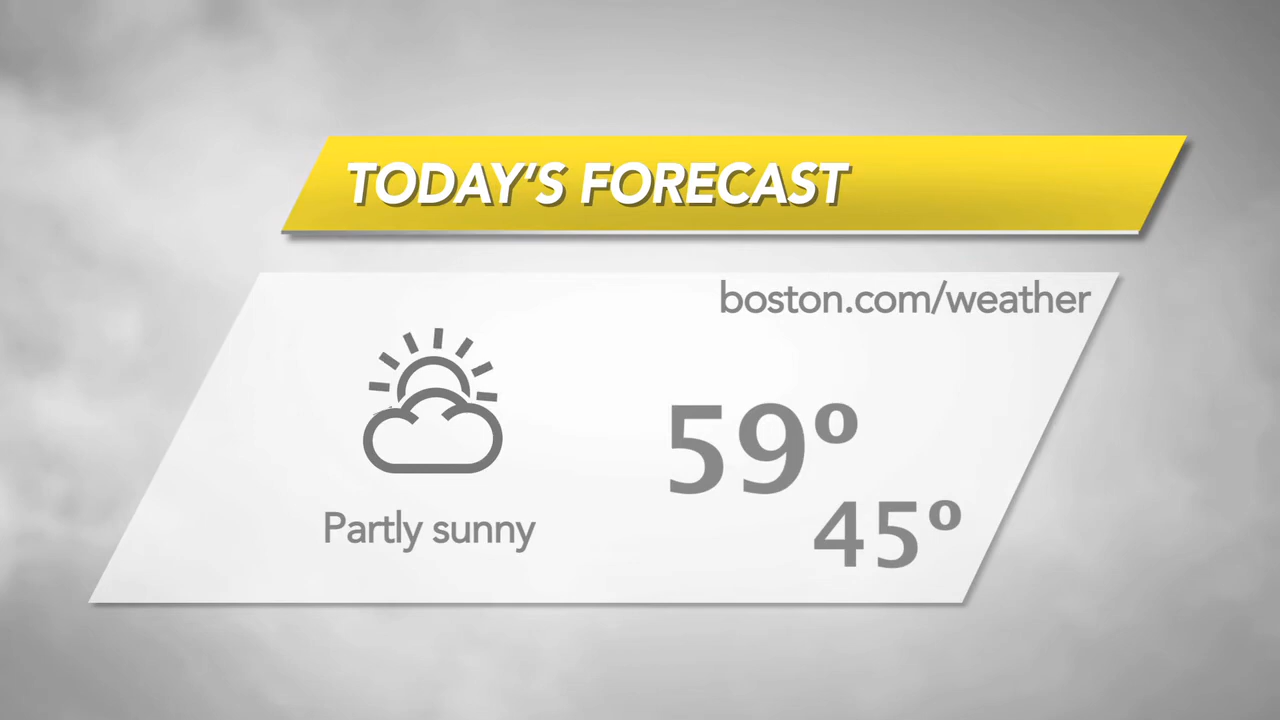 TODAY'S FORECAST
boston.com/weather
59º
45º
Partly sunny